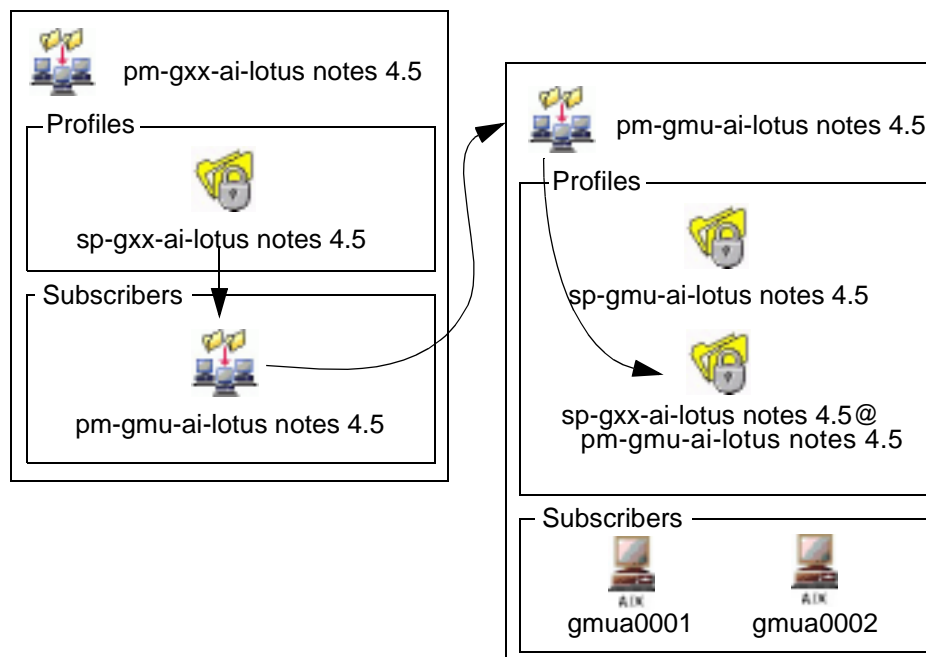 pm-gxx-ai-lotus notes 4.5
Profiles
sp-gxx-ai-lotus notes 4.5
Subscribers
pm-gmu-ai-lotus notes 4.5
pm-gmu-ai-lotus notes 4.5
Profiles
sp-gmu-ai-lotus notes 4.5
sp-gxx-ai-lotus notes 4.5@
pm-gmu-ai-lotus notes 4.5
Subscribers
AIX
gmua0001
AIX
gmua0002